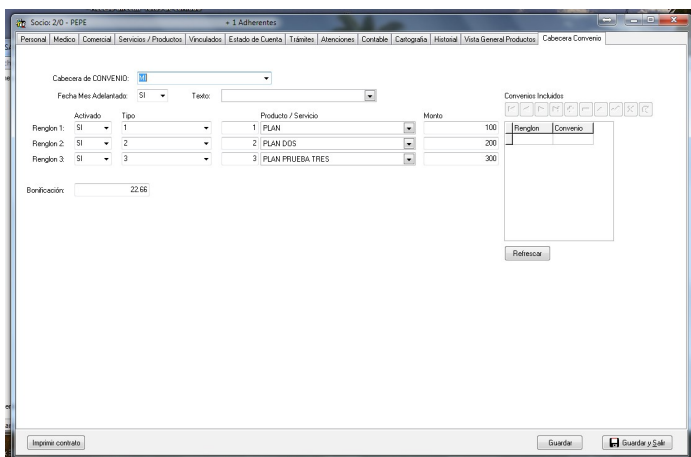 Socio: 2/0 - PEPE + 1 Adherentes
Personal Medico Comercial Servicios / Productos Vinculados Estado de Cuenta Trámites Atenciones Contable Cartografia Historial Vista General Productos Cabecera Convenio
Cabecera de CONVENIO: MI
Fecha Mes Adelantado: SI Texto:
Convenios Incluidos
Activado Tipo Producto / Servicio Monto
Renglon 1: SI 1 1 PLAN 100
Renglon 2: SI 2 2 PLAN DOS 200
Renglon 3: SI 3 3 PLAN PRUEBA TRES 300
Renglon Convenio
Bonificación: 22.66
Refrescar
Imprimir contrato Guardar Guardar y Salir